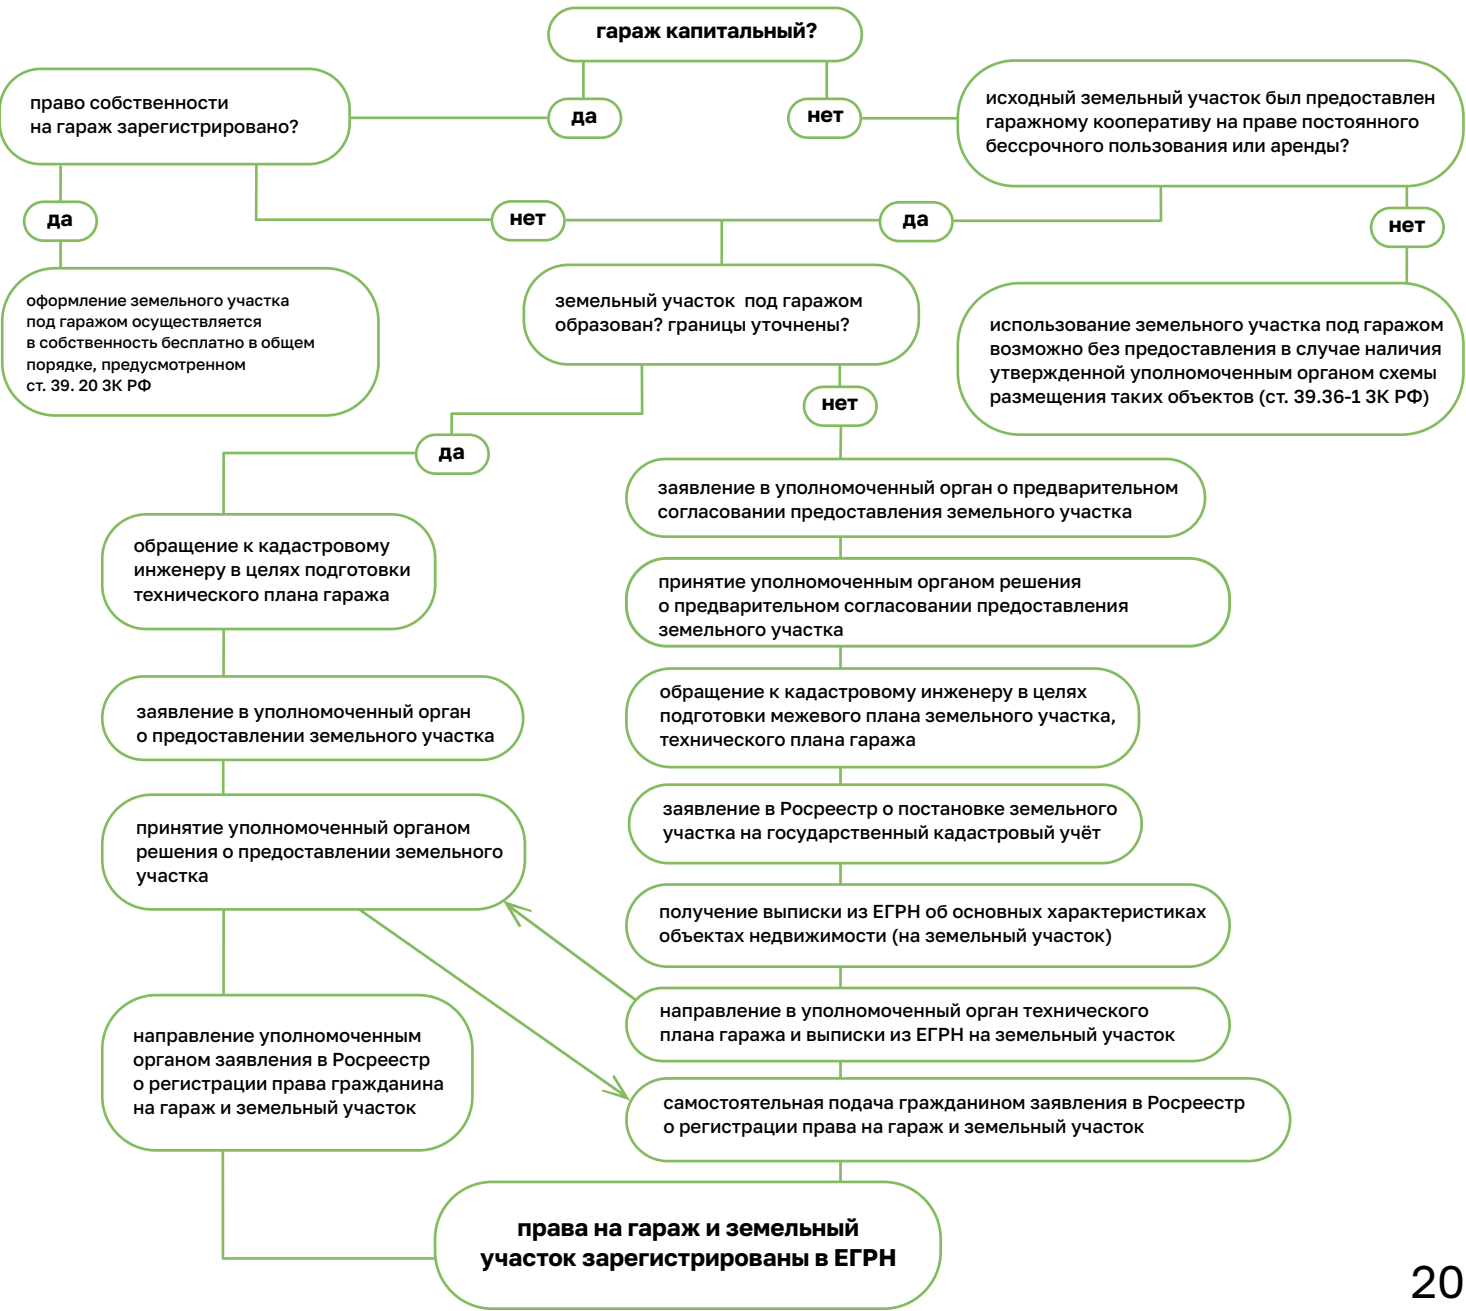 гараж капитальный?
да
нет
право собственности
на гараж зарегистрировано?
исходный земельный участок был предоставлен
гаражному кооперативу на праве постоянного
бессрочного пользования или аренды?
да
нет
да
нет
оформление земельного участка
под гаражом осуществляется
в собственность бесплатно в общем
порядке, предусмотренном
ст. 39. 20 ЗК РФ
земельный участок под гаражом
образован? границы уточнены?
использование земельного участка под гаражом
возможно без предоставления в случае наличия
утвержденной уполномоченным органом схемы
размещения таких объектов (ст. 39.36-1 ЗК РФ)
да
нет
обращение к кадастровому
инженеру в целях подготовки
технического плана гаража
заявление в уполномоченный орган
о предоставлении земельного участка
принятие уполномоченный органом
решения о предоставлении земельного
участка
направление уполномоченным
органом заявления в Росреестр
о регистрации права гражданина
на гараж и земельный участок
заявление в уполномоченный орган о предварительном
согласовании предоставления земельного участка
принятие уполномоченным органом решения
о предварительном согласовании предоставления
земельного участка
обращение к кадастровому инженеру в целях
подготовки межевого плана земельного участка,
технического плана гаража
заявление в Росреестр о постановке земельного
участка на государственный кадастровый учёт
получение выписки из ЕГРН об основных характеристиках
объектах недвижимости (на земельный участок)
направление в уполномоченный орган технического
плана гаража и выписки из ЕГРН на земельный участок
самостоятельная подача гражданином заявления в Росреестр
о регистрации права на гараж и земельный участок
права на гараж и земельный
участок зарегистрированы в ЕГРН
20